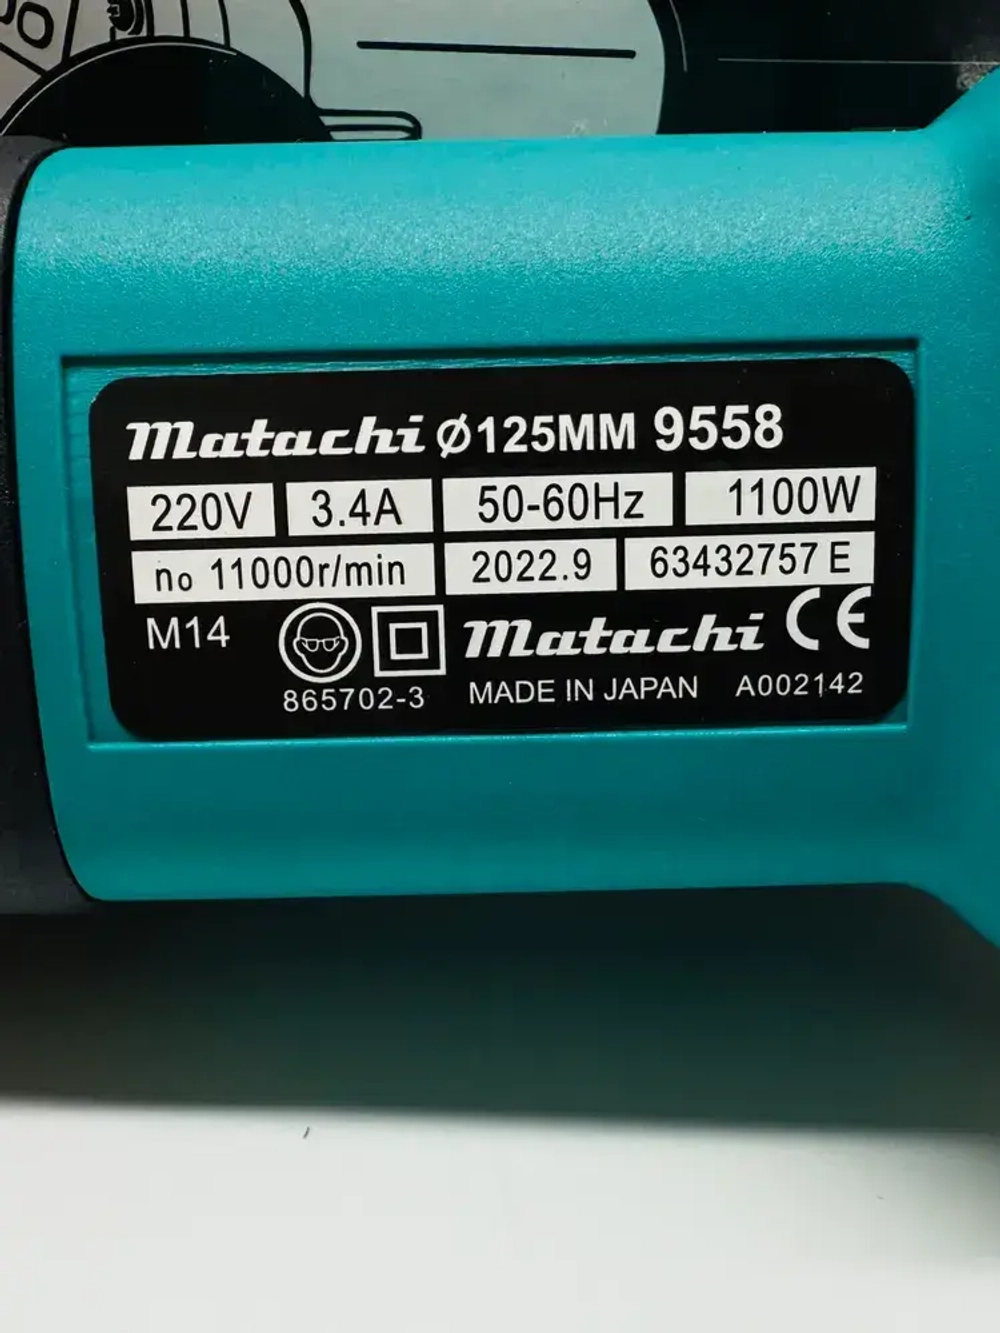 Matachi Ø125MM 9558
220V 3.4A 50-60Hz 1100W
no 11000r/min 2022.9 63432757 E
M14 Matachi CE
865702-3 MADE IN JAPAN A002142